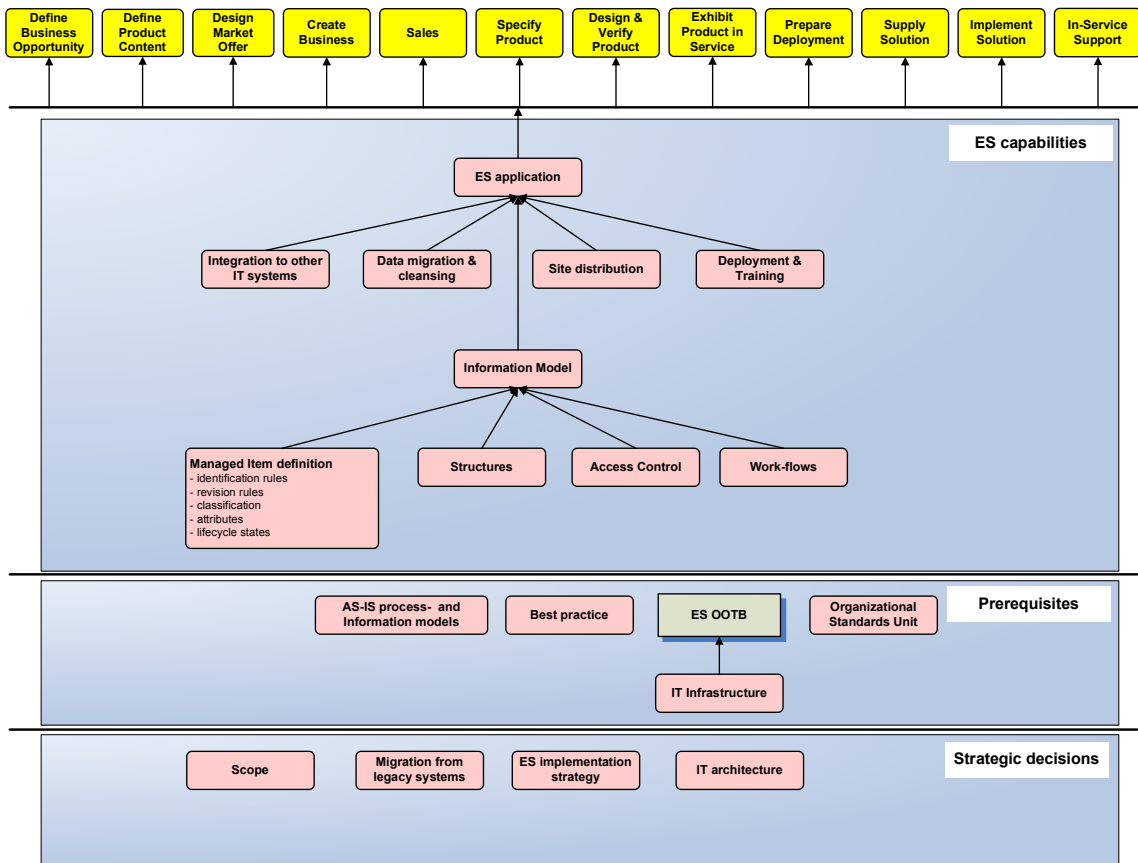 Define
Business
Opportunity
Define
Product
Content
Design
Market
Offer
Create
Business
Sales
Specify
Product
Design &
Verify
Product
Exhibit
Product in
Service
Prepare
Deployment
Supply
Solution
Implement
Solution
In-Service
Support
ES capabilities
ES application
Integration to other
IT systems
Data migration &
cleansing
Site distribution
Deployment &
Training
Information Model
Managed Item definition
- identification rules
- revision rules
- classification
- attributes
- lifecycle states
Structures
Access Control
Work-flows
Prerequisites
AS-IS process- and
Information models
Best practice
ES OOTB
Organizational
Standards Unit
IT Infrastructure
Strategic decisions
Scope
Migration from
legacy systems
ES implementation
strategy
IT architecture